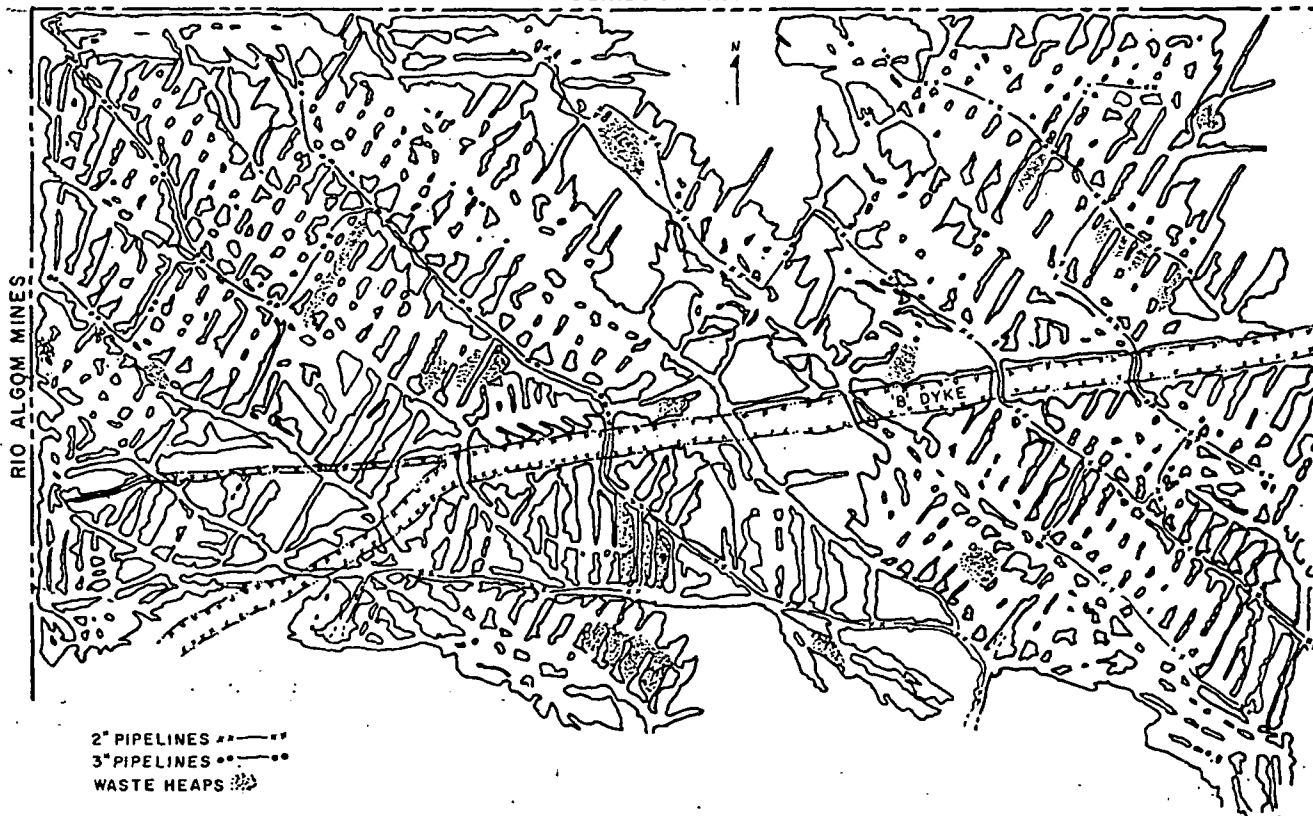 N
RIO ALGOM MINES
'B' DYKE
2" PIPELINES
3" PIPELINES
WASTE HEAPS